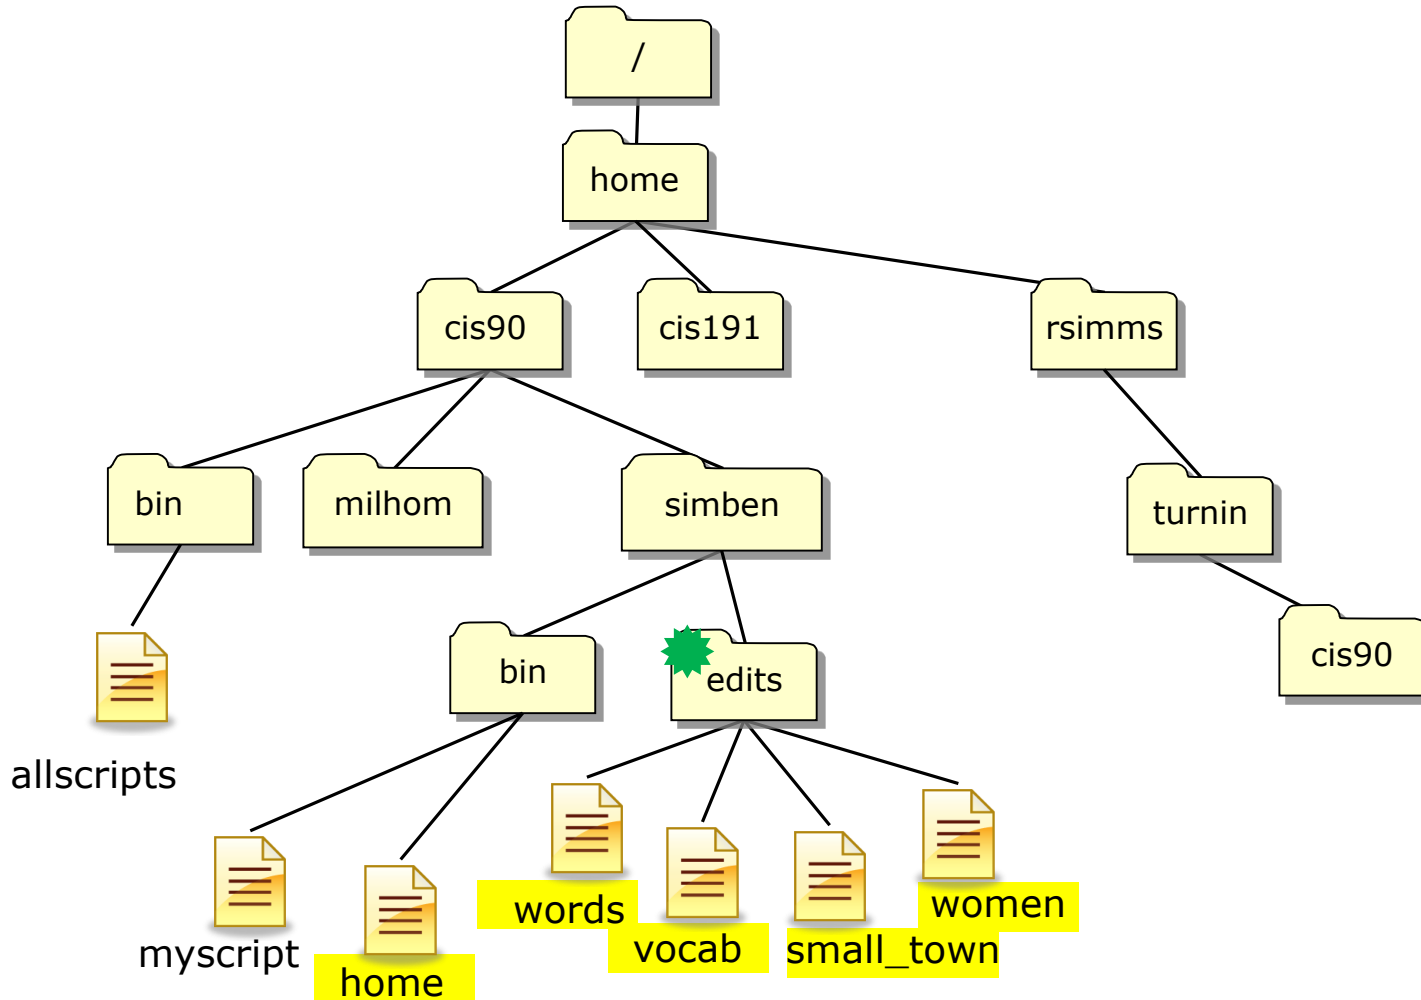 /
home
cis90
cis191
rsimms
bin
milhom
simben
turnin
bin
edits
cis90
allscripts
myscript
home
words
vocab
small_town
women